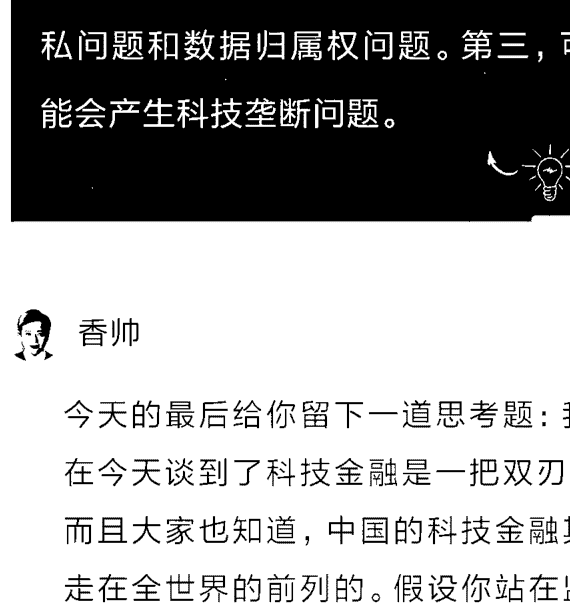 私问题和数据归属权问题。第三，
能会产生科技垄断问题。
香帅
今天的最后给你留下一道思考题：
在今天谈到了科技金融是一把双刃
而且大家也知道，中国的科技金融
走在全世界的前列的。假设你站在